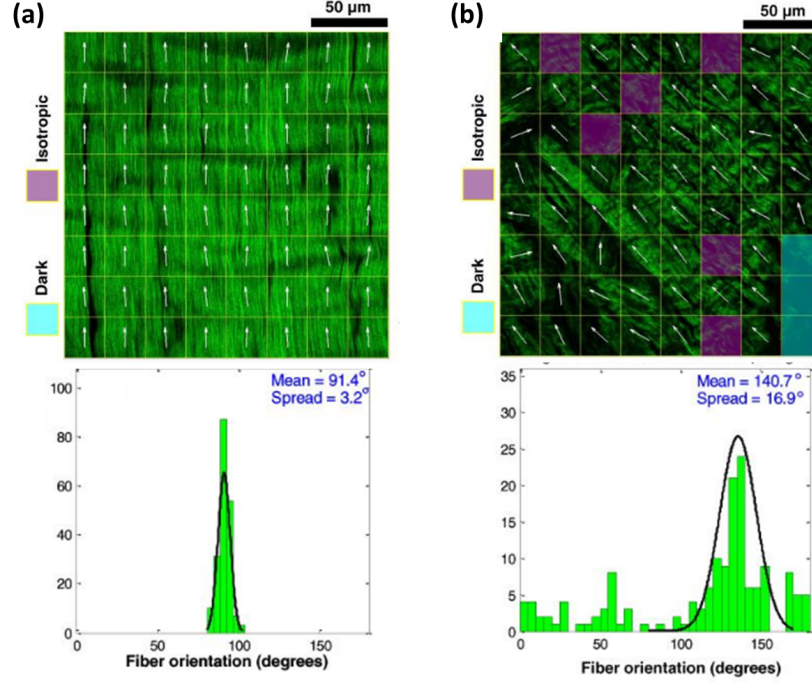 (a)
50 µm
Isotropic
Dark
Mean = 91.4°
Spread = 3.2°
100
80
60
40
20
0
0 50 100 150
Fiber orientation (degrees)
(b)
50 µm
Isotropic
Dark
Mean = 140.7°
Spread = 16.9°
35
30
25
20
15
10
5
0
0 50 100 150
Fiber orientation (degrees)